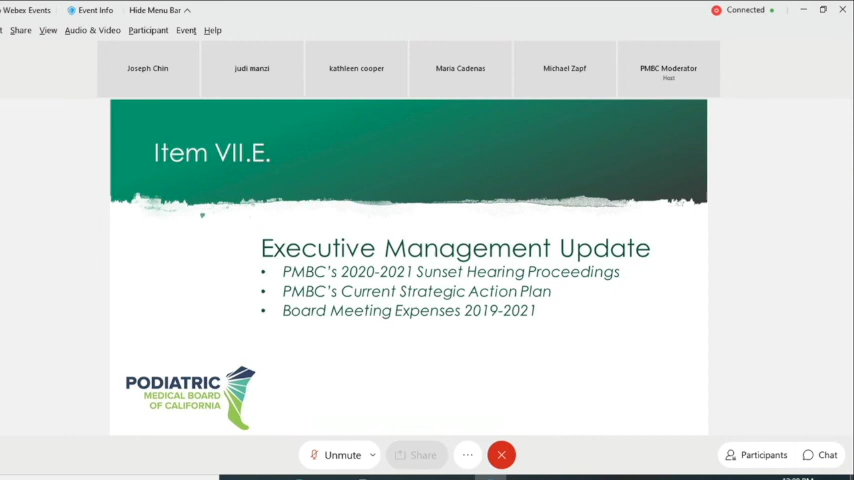 Webex Events Event Info Hide Menu Bar Connected
Share View Audio & Video Participant Event Help
Joseph Chin judi manzi kathleen cooper Maria Cadenas Michael Zapf PMBC Moderator
Host
Item VII.E.
Executive Management Update
• PMBC's 2020-2021 Sunset Hearing Proceedings
• PMBC's Current Strategic Action Plan
• Board Meeting Expenses 2019-2021
PODIATRIC
MEDICAL BOARD
OF CALIFORNIA
Unmute Share Participants Chat